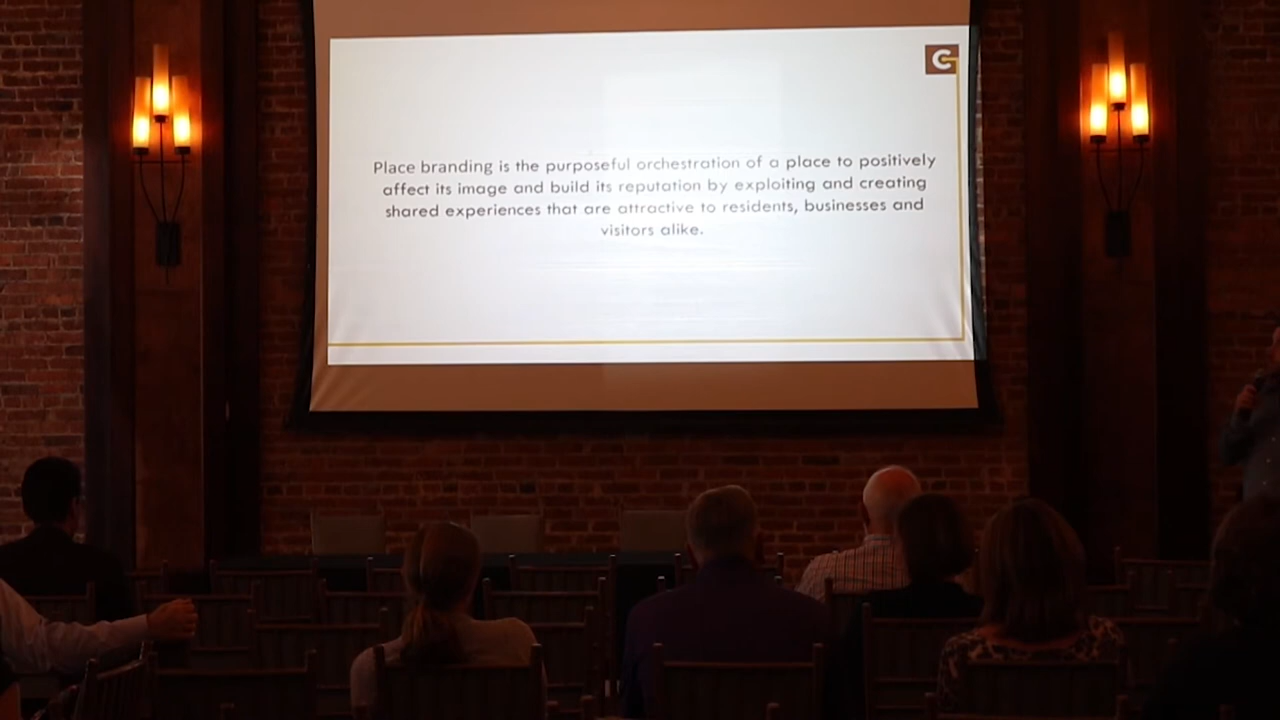 C
Place branding is the purposeful orchestration of a place to positively
affect its image and build its reputation by exploiting and creating
shared experiences that are attractive to residents, businesses and
visitors alike.